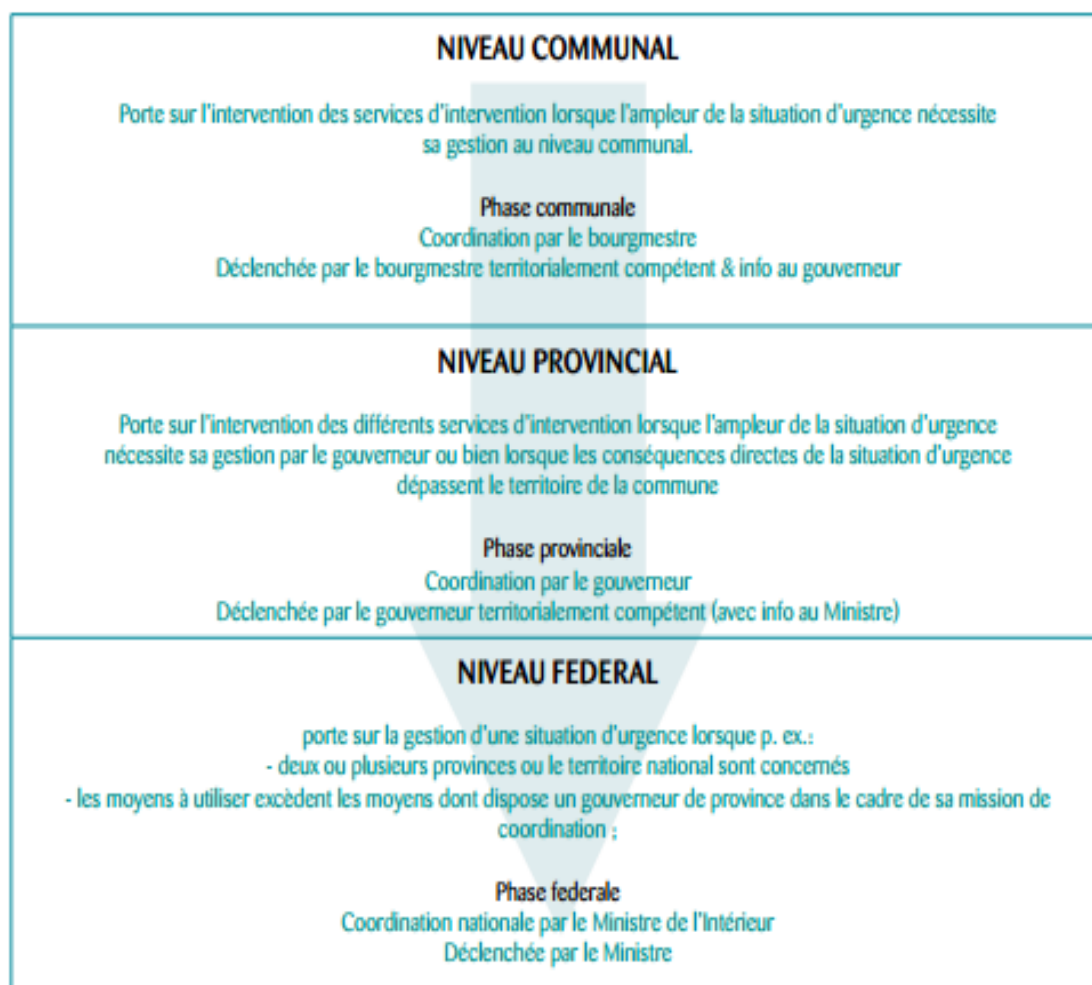 NIVEAU COMMUNAL
Porte sur l'intervention des services d'intervention lorsque l'ampleur de la situation d'urgence nécessite
sa gestion au niveau communal.
Phase communale
Coordination par le bourgmestre
Déclenchée par le bourgmestre territorialement compétent & info au gouverneur
NIVEAU PROVINCIAL
Porte sur l'intervention des différents services d'intervention lorsque l'ampleur de la situation d'urgence
nécessite sa gestion par le gouverneur ou bien lorsque les conséquences directes de la situation d'urgence
dépassent le territoire de la commune
Phase provinciale
Coordination par le gouverneur
Déclenchée par le gouverneur territorialement compétent (avec info au Ministre)
NIVEAU FEDERAL
porte sur la gestion d'une situation d'urgence lorsque p. ex.:
- deux ou plusieurs provinces ou le territoire national sont concernés
- les moyens à utiliser excèdent les moyens dont dispose un gouverneur de province dans le cadre de sa mission de
coordination ;
Phase federale
Coordination nationale par le Ministre de l'Intérieur
Déclenchée par le Ministre